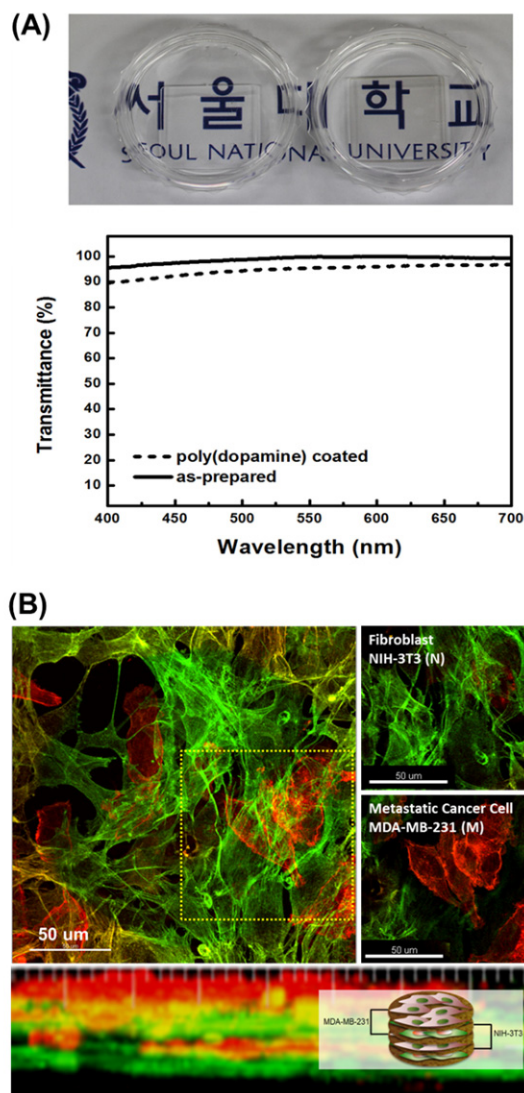 (A)
서울대학교
SEOUL NATIONAL UNIVERSITY
100
90
80
70
60
50
40
30
20
10
Transmittance (%)
poly(dopamine) coated
as-prepared
400 450 500 550 600 650 700
Wavelength (nm)
(B)
50 um
Fibroblast
NIH-3T3 (N)
50 um
Metastatic Cancer Cell
MDA-MB-231 (M)
50 um
MDA-MB-231
NIH-3T3